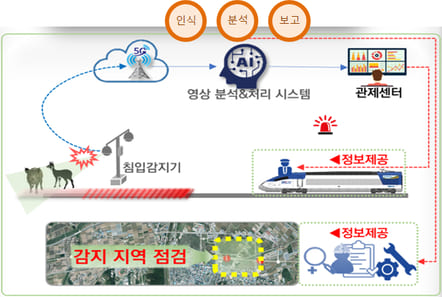 인식
분석
보고
5G
AI
영상 분석&처리 시스템
관제센터
침입감지기
◀정보제공
감지 지역 점검
◀정보제공